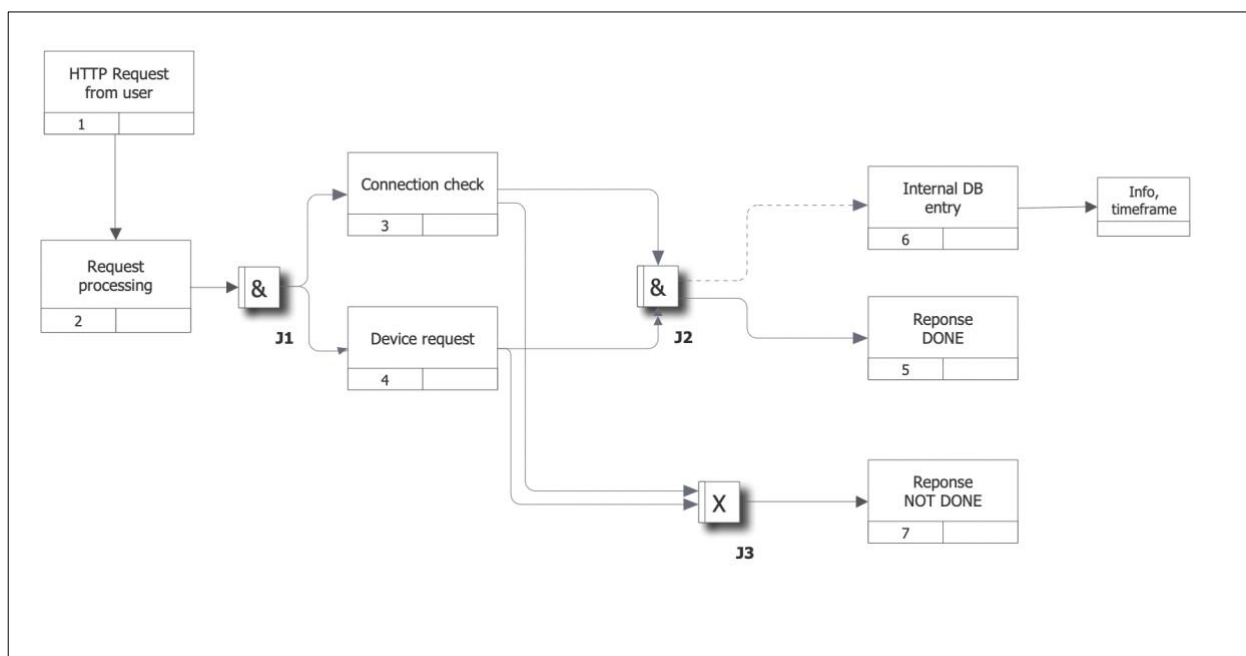 HTTP Request
from user
1
Request
processing
2
&
J1
Connection check
3
Device request
4
&
J2
Internal DB
entry
6
Info,
timeframe
Reponse
DONE
5
X
J3
Reponse
NOT DONE
7